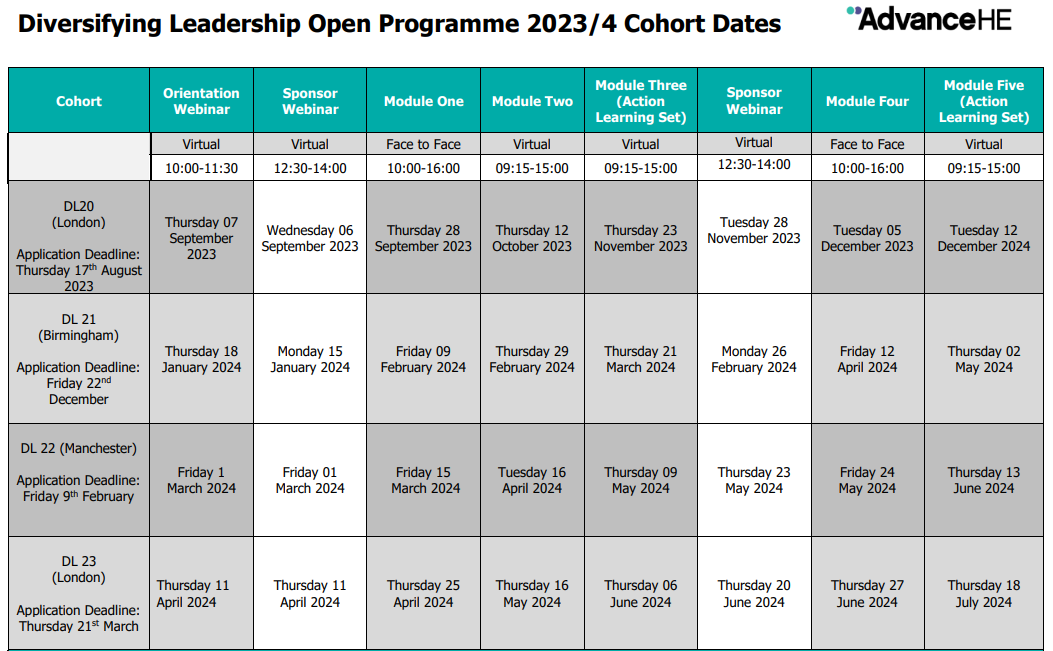 Diversifying Leadership Open Programme 2023/4 Cohort Dates
AdvanceHE
Cohort
Orientation
Webinar
Sponsor
Webinar
Module One
Module Two
Module Three
(Action
Learning Set)
Sponsor
Webinar
Module Four
Module Five
(Action
Learning Set)
Virtual
Virtual
Face to Face
Virtual
Virtual
Virtual
Face to Face
Virtual
10:00-11:30
12:30-14:00
10:00-16:00
09:15-15:00
09:15-15:00
12:30-14:00
10:00-16:00
09:15-15:00
DL20
(London)
Application Deadline:
Thursday 17th August
2023
Thursday 07
September
2023
Wednesday 06
September 2023
Thursday 28
September 2023
Thursday 12
October 2023
Thursday 23
November 2023
Tuesday 28
November 2023
Tuesday 05
December 2023
Tuesday 12
December 2024
DL 21
(Birmingham)
Application Deadline:
Friday 22nd
December
Thursday 18
January 2024
Monday 15
January 2024
Friday 09
February 2024
Thursday 29
February 2024
Thursday 21
March 2024
Monday 26
February 2024
Friday 12
April 2024
Thursday 02
May 2024
DL 22 (Manchester)
Application Deadline:
Friday 9th February
Friday 1
March 2024
Friday 01
March 2024
Friday 15
March 2024
Tuesday 16
April 2024
Thursday 09
May 2024
Thursday 23
May 2024
Friday 24
May 2024
Thursday 13
June 2024
DL 23
(London)
Application Deadline:
Thursday 21st March
Thursday 11
April 2024
Thursday 11
April 2024
Thursday 25
April 2024
Thursday 16
May 2024
Thursday 06
June 2024
Thursday 20
June 2024
Thursday 27
June 2024
Thursday 18
July 2024